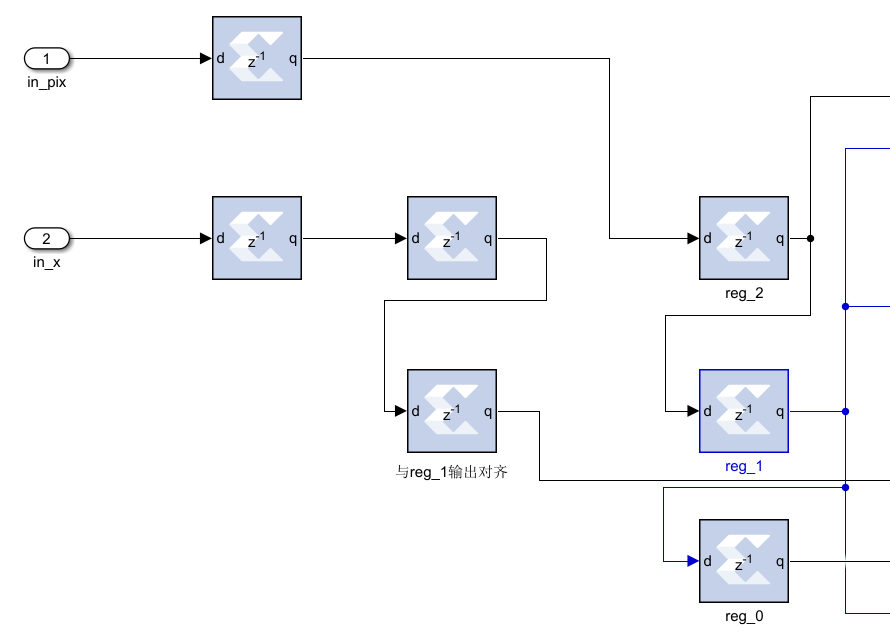 1
in_pix
d z-1 q
2
in_x
d z-1 q
d z-1 q
d z-1 q
reg_2
d z-1 q
与reg_1输出对齐
d z-1 q
reg_1
d z-1 q
reg_0